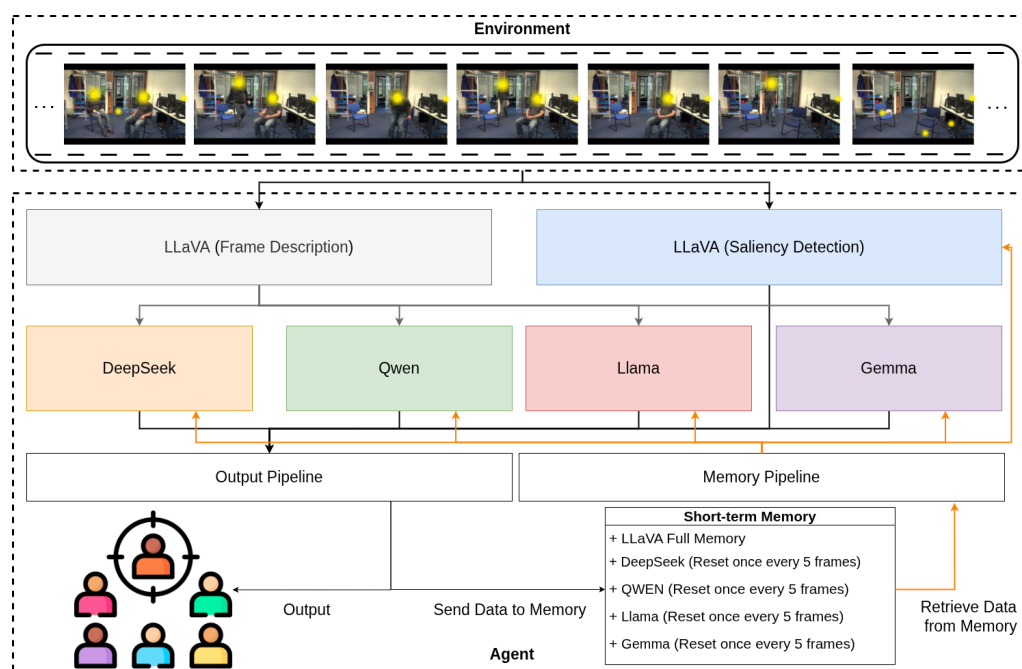 Environment
...
...
LLaVA (Frame Description)
LLaVA (Saliency Detection)
DeepSeek
Qwen
Llama
Gemma
Output Pipeline
Memory Pipeline
Short-term Memory
+ LLaVA Full Memory
+ DeepSeek (Reset once every 5 frames)
+ QWEN (Reset once every 5 frames)
+ Llama (Reset once every 5 frames)
+ Gemma (Reset once every 5 frames)
Output
Send Data to Memory
Retrieve Data
from Memory
Agent